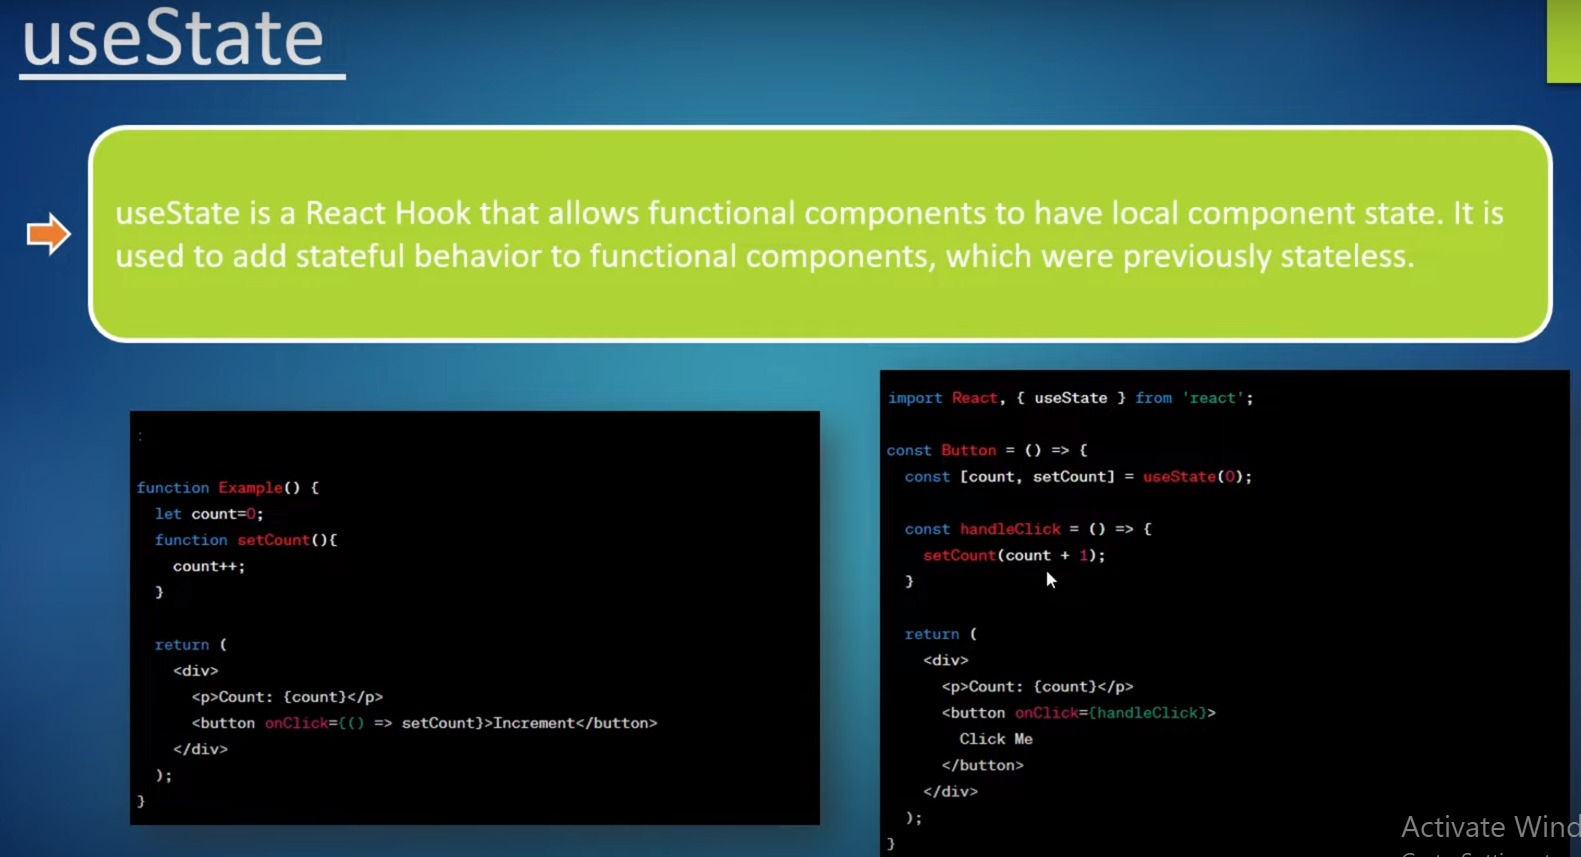 useState
useState is a React Hook that allows functional components to have local component state. It is
used to add stateful behavior to functional components, which were previously stateless.
:
function Example() {
let count=0;
function setCount(){
count++;
}
return (
<div>
<p>Count: {count}</p>
<button onClick={() => setCount}>Increment</button>
</div>
);
}
import React, { useState } from 'react';
const Button = () => {
const [count, setCount] = useState(0);
const handleClick = () => {
setCount(count + 1);
}
return (
<div>
<p>Count: {count}</p>
<button onClick={handleClick}>
Click Me
</button>
</div>
);
}
Activate Wind